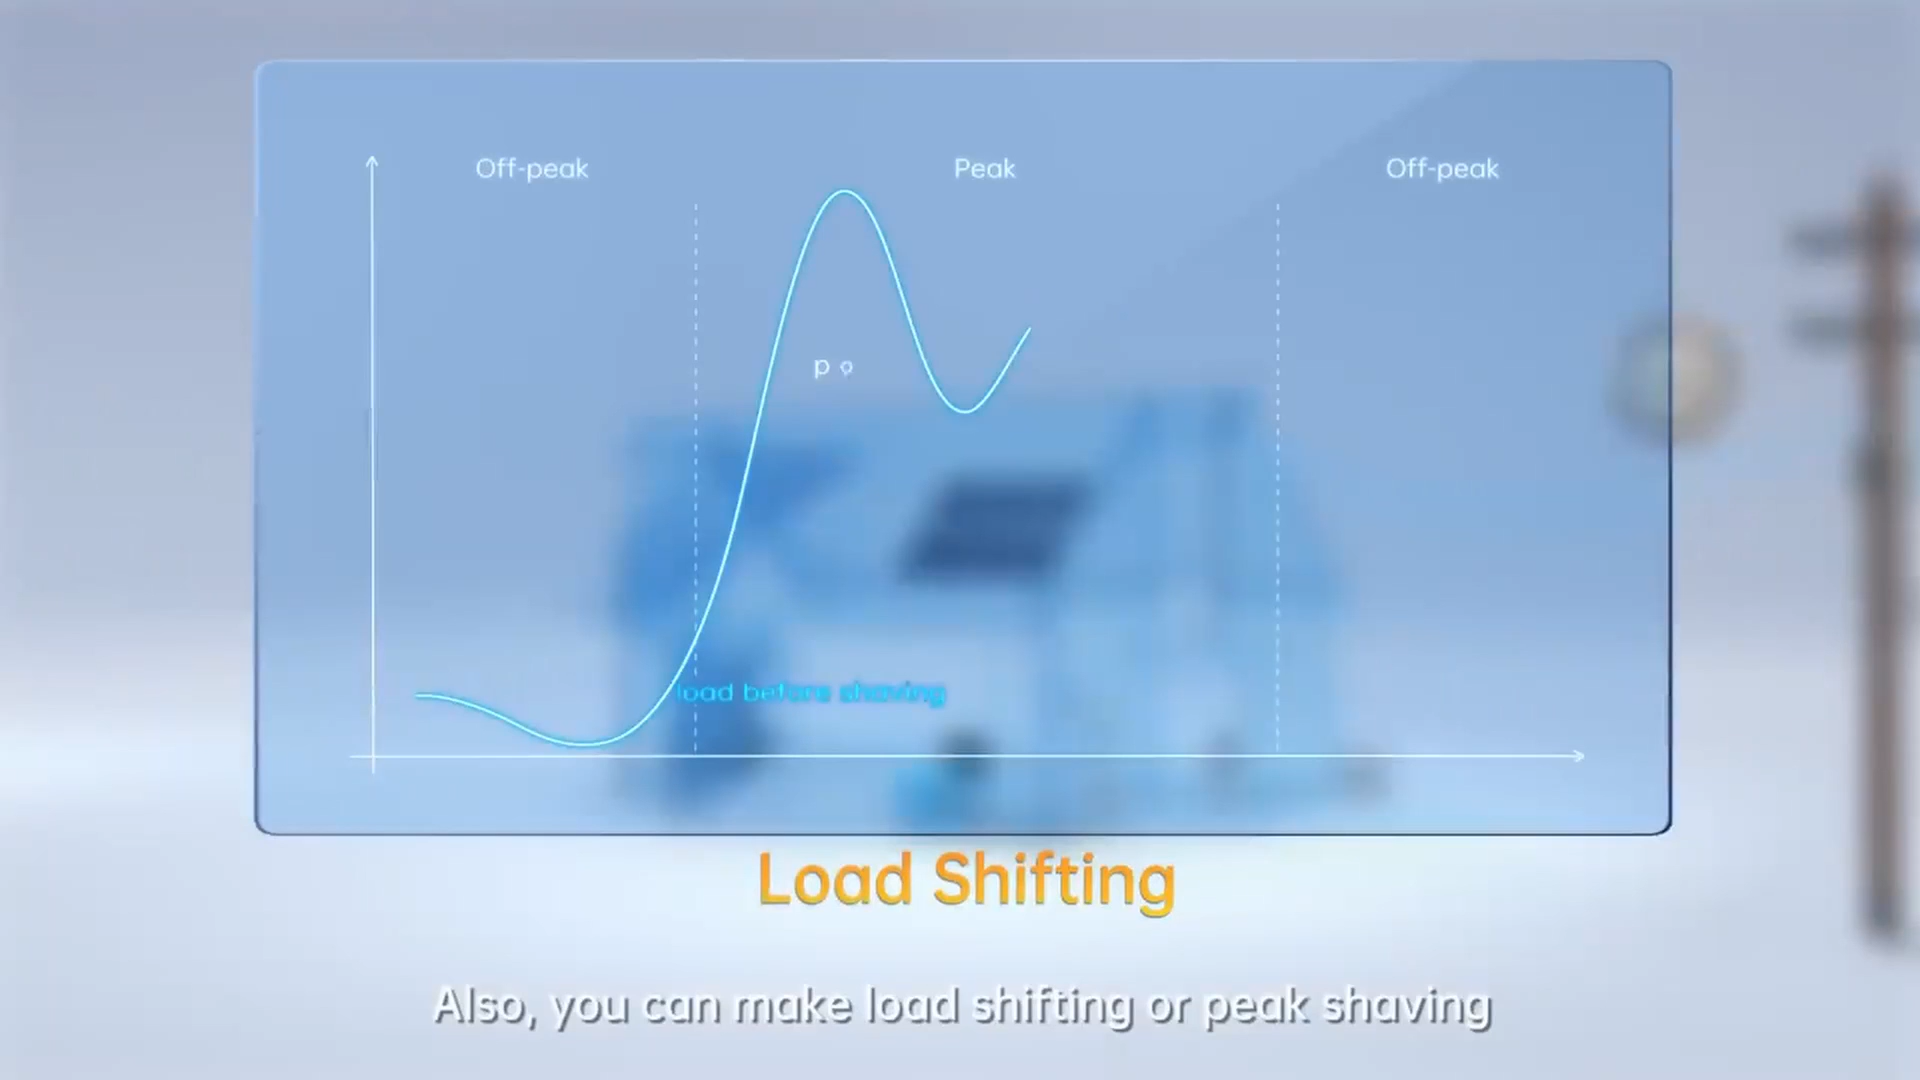 Off-peak Peak Off-peak
p o
load before shaving
Load Shifting
Also, you can make load shifting or peak shaving